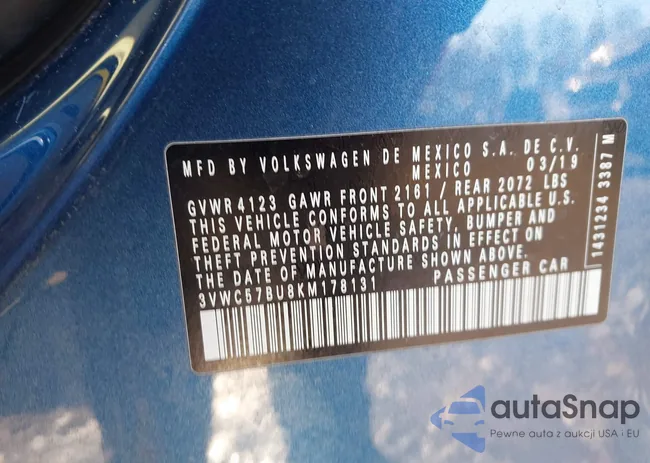 MFD BY VOLKSWAGEN DE MEXICO S.A. DE C.V.
MEXICO 03/19
GVWR 4123 GAWR FRONT 2161 / REAR 2072 LBS
THIS VEHICLE CONFORMS TO ALL APPLICABLE U.S.
FEDERAL MOTOR VEHICLE SAFETY, BUMPER AND
THEFT PREVENTION STANDARDS IN EFFECT ON
THE DATE OF MANUFACTURE SHOWN ABOVE.
3VWC57BU8KM178131 PASSENGER CAR
1431234 3387 M
autaSnap
Pewne auta z aukcji USA · EU